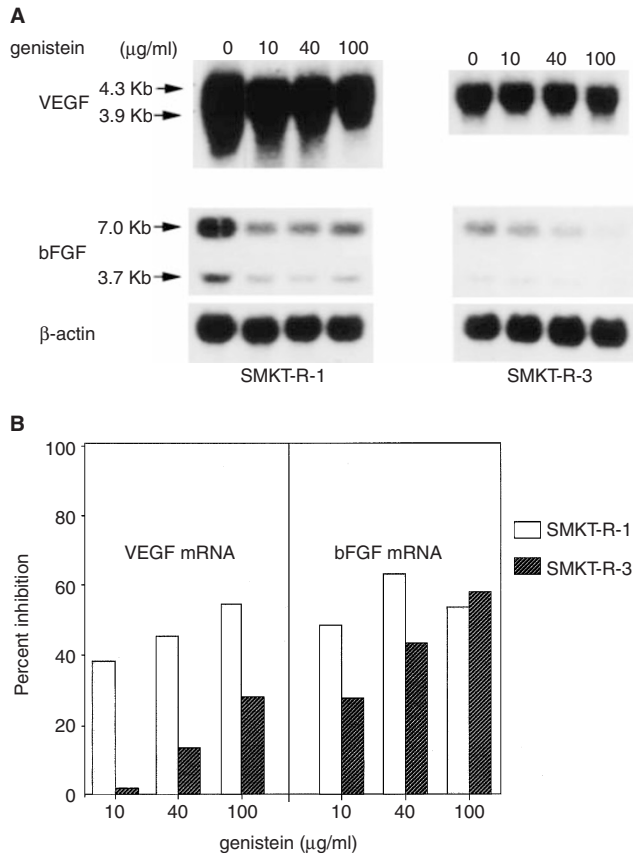 A
genistein (μg/ml) 0 10 40 100 0 10 40 100
VEGF
4.3 Kb
3.9 Kb
bFGF
7.0 Kb
3.7 Kb
β-actin
SMKT-R-1 SMKT-R-3
B
Percent inhibition
100
80
60
40
20
0
VEGF mRNA bFGF mRNA
SMKT-R-1
SMKT-R-3
10 40 100 10 40 100
genistein (μg/ml)